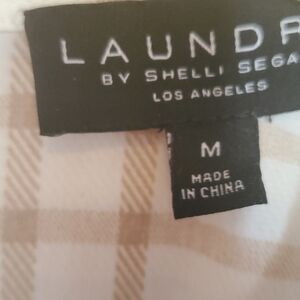 LAUNDR
BY SHELLI SEGA
LOS ANGELES
M
MADE
IN CHINA